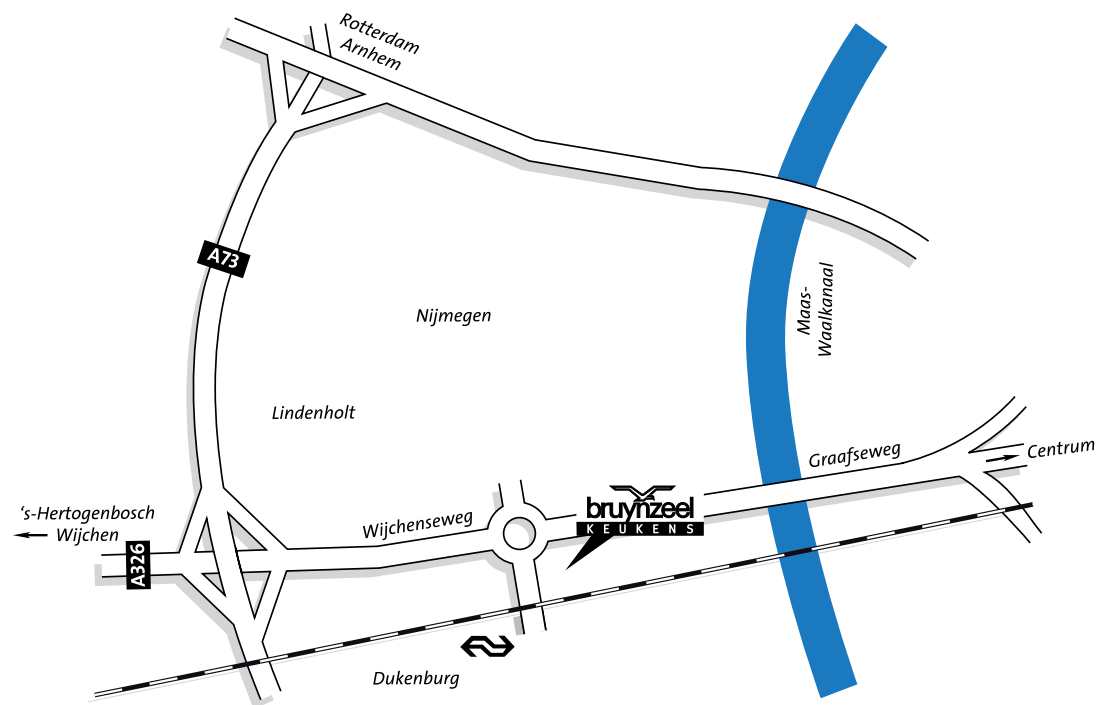 Rotterdam
Arnhem
A73
Maas-
Waalkanaal
Nijmegen
Lindenholt
Graafseweg
Centrum
‘s-Hertogenbosch
Wijchen
A326
Wijchenseweg
bruynzeel
KEUKENS
Dukenburg